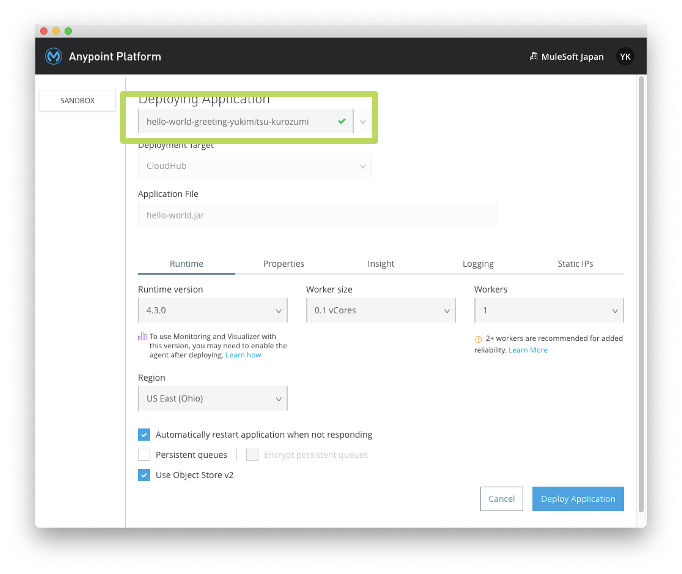 Anypoint Platform
MuleSoft Japan
YK
SANDBOX
Deploying Application
hello-world-greeting-yukimitsu-kurozumi
Deployment Target
CloudHub
Application File
hello-world.jar
Runtime
Properties
Insight
Logging
Static IPs
Runtime version
Worker size
Workers
4.3.0
0.1 vCores
1
To use Monitoring and Visualizer with
this version, you may need to enable the
agent after deploying. Learn how
2+ workers are recommended for added
reliability. Learn More
Region
US East (Ohio)
Automatically restart application when not responding
Persistent queues
Encrypt persistent queues
Use Object Store v2
Cancel
Deploy Application